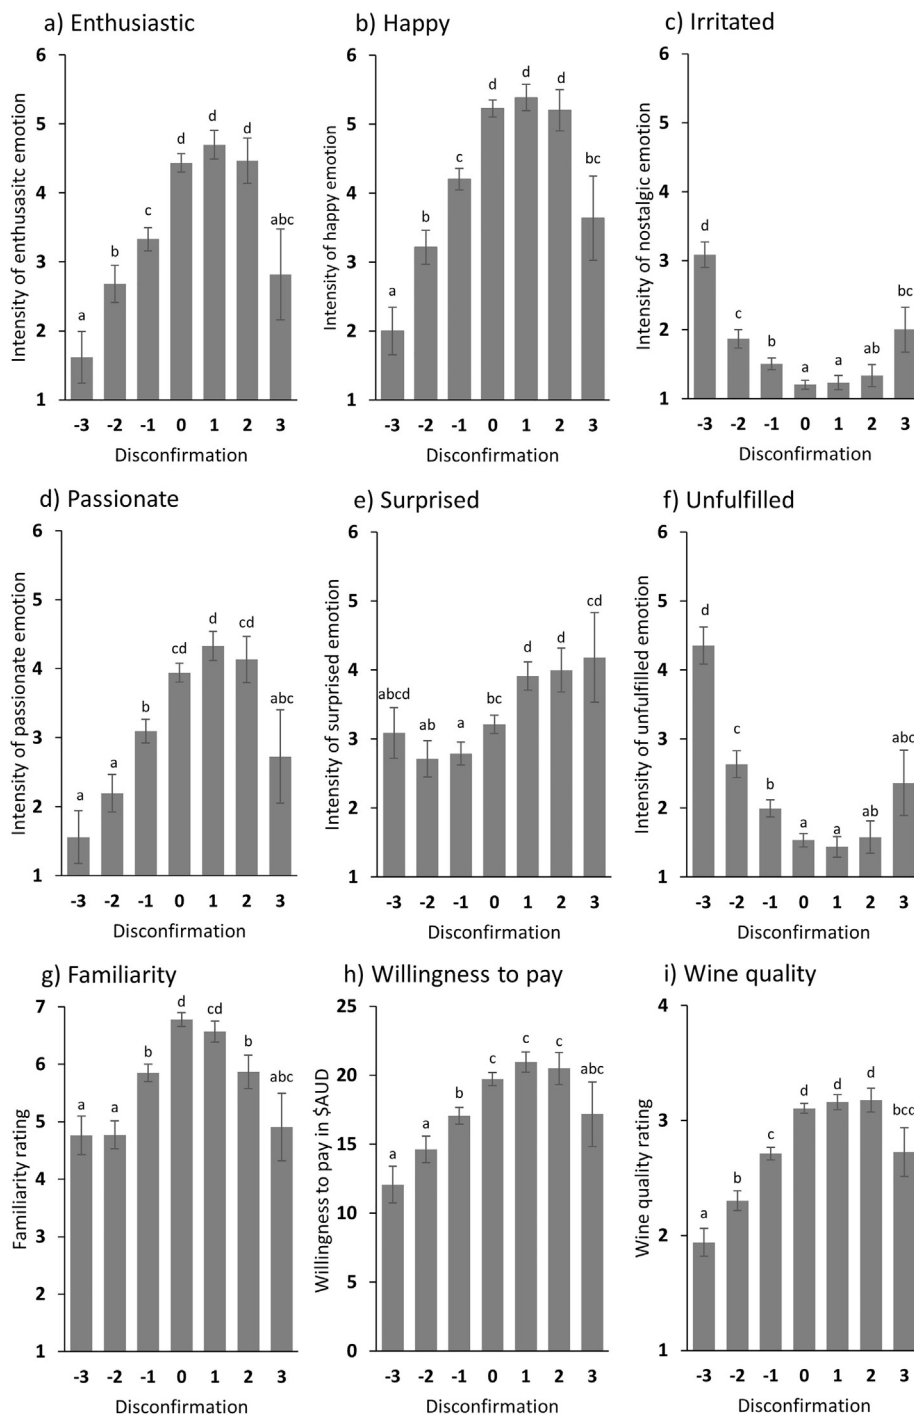 a) Enthusiastic
b) Happy
c) Irritated
Intensity of enthusasitc emotion
6
5
4
3
2
1
a
b
c
d
d
d
abc
-3 -2 -1 0 1 2 3
Disconfirmation
Intensity of happy emotion
6
5
4
3
2
1
a
b
c
d
d
d
bc
-3 -2 -1 0 1 2 3
Disconfirmation
Intensity of nostalgic emotion
6
5
4
3
2
1
d
c
b
a
a
ab
bc
-3 -2 -1 0 1 2 3
Disconfirmation
d) Passionate
e) Surprised
f) Unfulfilled
Intensity of passionate emotion
6
5
4
3
2
1
a
a
b
cd
d
cd
abc
-3 -2 -1 0 1 2 3
Disconfirmation
Intensity of surprised emotion
6
5
4
3
2
1
abcd
ab
a
bc
d
d
cd
-3 -2 -1 0 1 2 3
Disconfirmation
Intensity of unfulfilled emotion
6
5
4
3
2
1
d
c
b
a
a
ab
abc
-3 -2 -1 0 1 2 3
Disconfirmation
g) Familiarity
h) Willingness to pay
i) Wine quality
Familiarity rating
7
6
5
4
3
2
1
a
a
b
d
cd
b
abc
-3 -2 -1 0 1 2 3
Disconfirmation
Willingness to pay in $AUD
25
20
15
10
5
0
a
a
b
c
c
c
abc
-3 -2 -1 0 1 2 3
Disconfirmation
Wine quality rating
4
3
2
1
a
b
c
d
d
d
bcd
-3 -2 -1 0 1 2 3
Disconfirmation